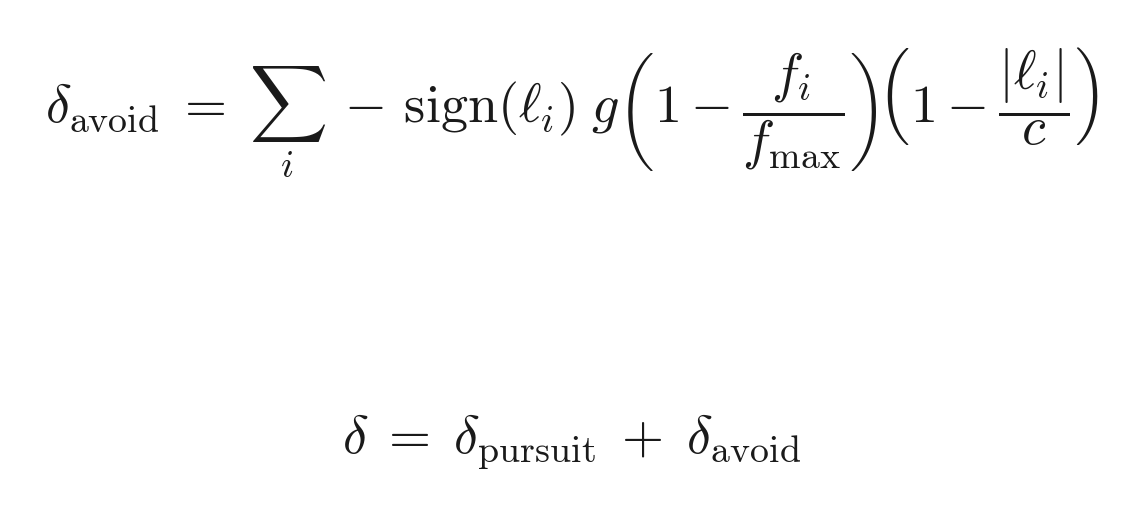 δ_avoid = ∑_i − sign(ℓ_i) g(1 − f_i/f_max)(1 − |ℓ_i|/c)
δ = δ_pursuit + δ_avoid